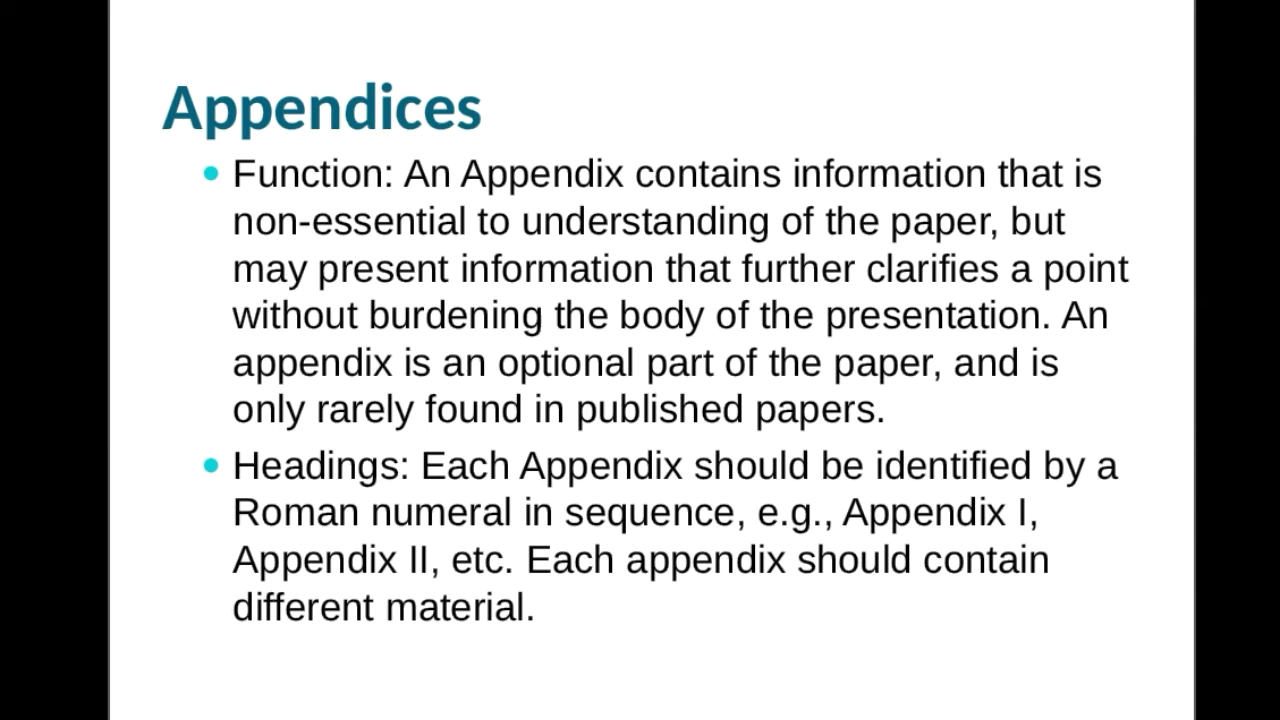 Appendices
• Function: An Appendix contains information that is
non-essential to understanding of the paper, but
may present information that further clarifies a point
without burdening the body of the presentation. An
appendix is an optional part of the paper, and is
only rarely found in published papers.
• Headings: Each Appendix should be identified by a
Roman numeral in sequence, e.g., Appendix I,
Appendix II, etc. Each appendix should contain
different material.